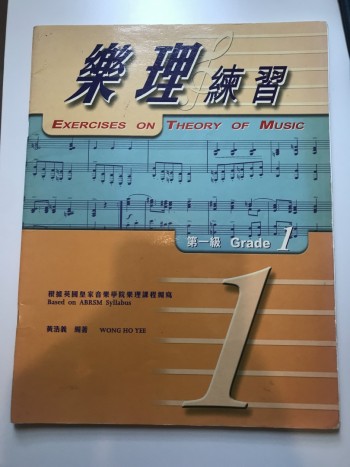 樂理練習
EXERCISES ON THEORY OF MUSIC
第一級 Grade 1
根據英國皇家音樂學院樂理課程編寫
Based on ABRSM Syllabus
黃浩義 編著 WONG HO YEE
1